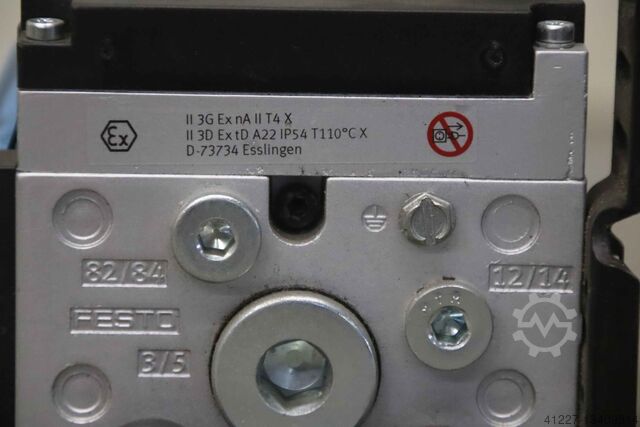 II 3G Ex nA II T4 X
II 3D Ex tD A22 IP54 T110°C X
D-73734 Esslingen
Ex
82/84
12/14
FESTO
3/5